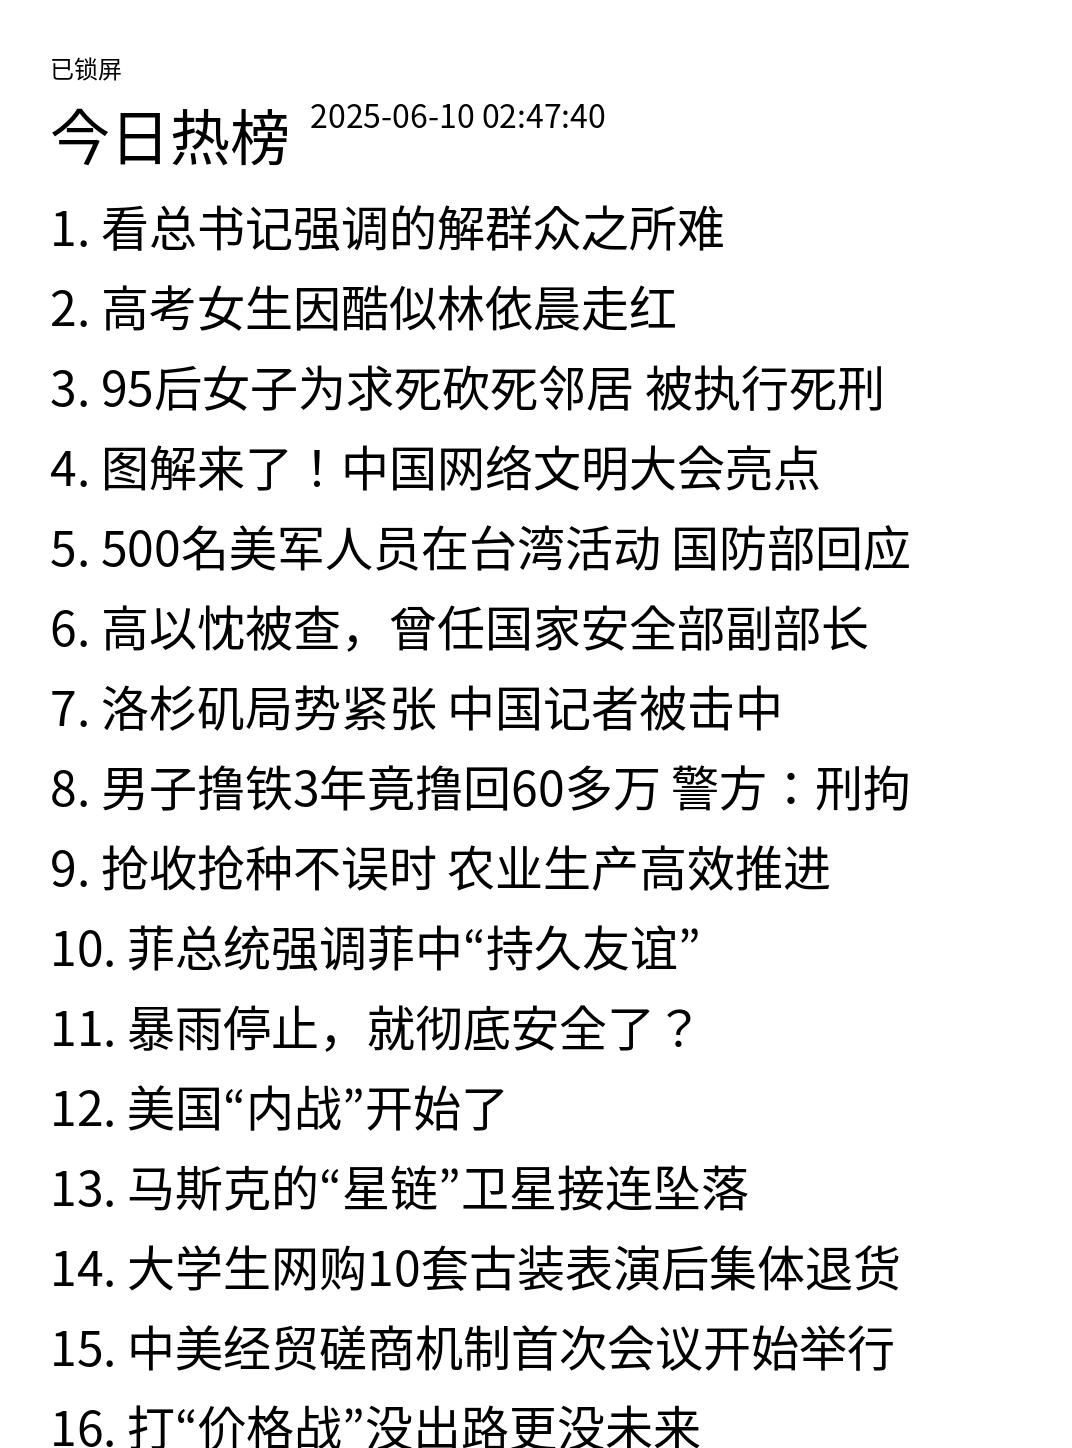 已锁屏
今日热榜 2025-06-10 02:47:40
1. 看总书记强调的解群众之所难
2. 高考女生因酷似林依晨走红
3. 95后女子为求死砍死邻居 被执行死刑
4. 图解来了！中国网络文明大会亮点
5. 500名美军人员在台湾活动 国防部回应
6. 高以忱被查，曾任国家安全部副部长
7. 洛杉矶局势紧张 中国记者被击中
8. 男子撸铁3年竟撸回60多万 警方：刑拘
9. 抢收抢种不误时 农业生产高效推进
10. 菲总统强调菲中“持久友谊”
11. 暴雨停止，就彻底安全了？
12. 美国“内战”开始了
13. 马斯克的“星链”卫星接连坠落
14. 大学生网购10套古装表演后集体退货
15. 中美经贸磋商机制首次会议开始举行
16. 打“价格战”没出路更没未来